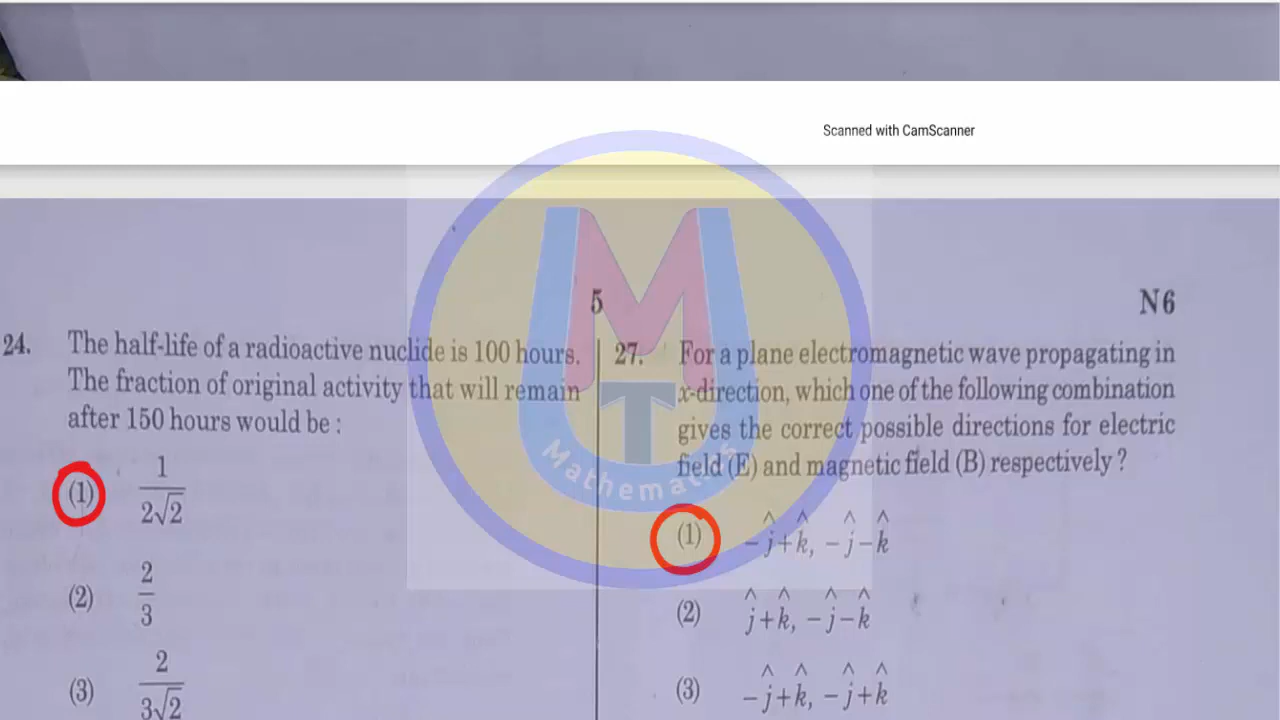 Scanned with CamScanner
5
N6
24. The half-life of a radioactive nuclide is 100 hours.
The fraction of original activity that will remain
after 150 hours would be :
(1) 1/2√2
(2) 2/3
(3) 2/3√2
27. For a plane electromagnetic wave propagating in
x-direction, which one of the following combination
gives the correct possible directions for electric
field (E) and magnetic field (B) respectively ?
(1) −ĵ+k̂, −ĵ−k̂
(2) ĵ+k̂, −ĵ−k̂
(3) −ĵ+k̂, −ĵ+k̂
M
T
Mathematics